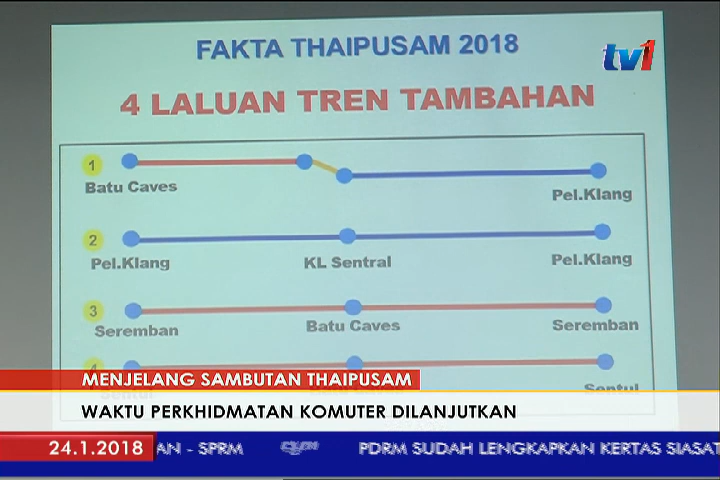 FAKTA THAIPUSAM 2018
tv1
4 LALUAN TREN TAMBAHAN
1
Batu Caves
Pel.Klang
2
Pel.Klang
KL Sentral
Pel.Klang
3
Seremban
Batu Caves
Seremban
4
Sentul
MENJELANG SAMBUTAN THAIPUSAM
WAKTU PERKHIDMATAN KOMUTER DILANJUTKAN
24.1.2018
AN - SPRM
PDRM SUDAH LENGKAPKAN KERTAS SIASAT